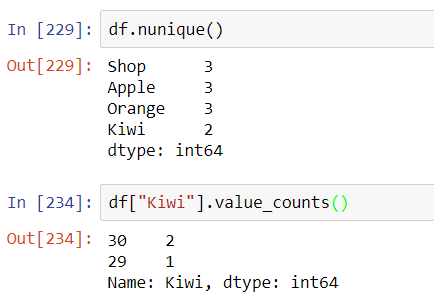 In [229]: df.nunique()
Out[229]: Shop      3
Apple     3
Orange    3
Kiwi      2
dtype: int64
In [234]: df["Kiwi"].value_counts()
Out[234]: 30    2
29    1
Name: Kiwi, dtype: int64